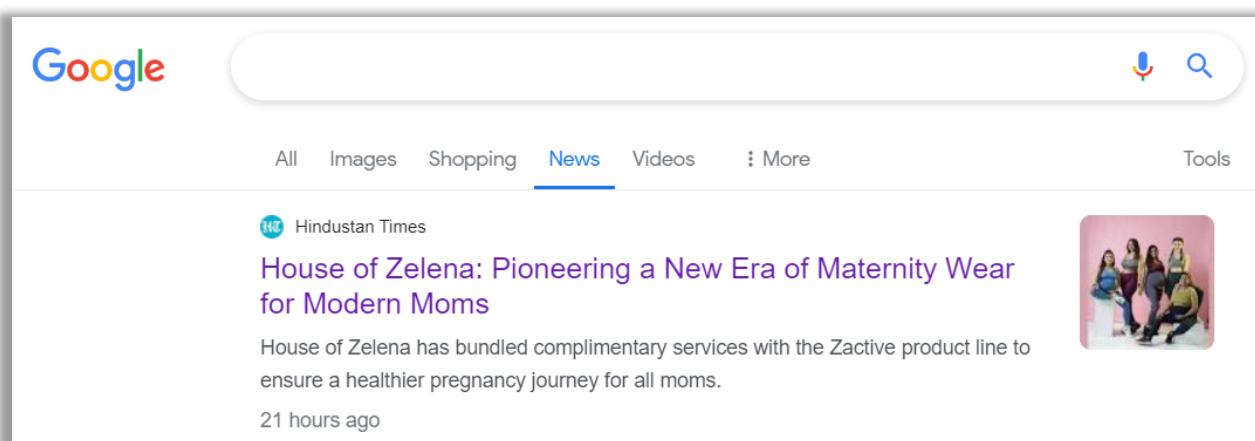 Google
All Images Shopping News Videos More Tools
HT Hindustan Times
House of Zelena: Pioneering a New Era of Maternity Wear
for Modern Moms
House of Zelena has bundled complimentary services with the Zactive product line to
ensure a healthier pregnancy journey for all moms.
21 hours ago